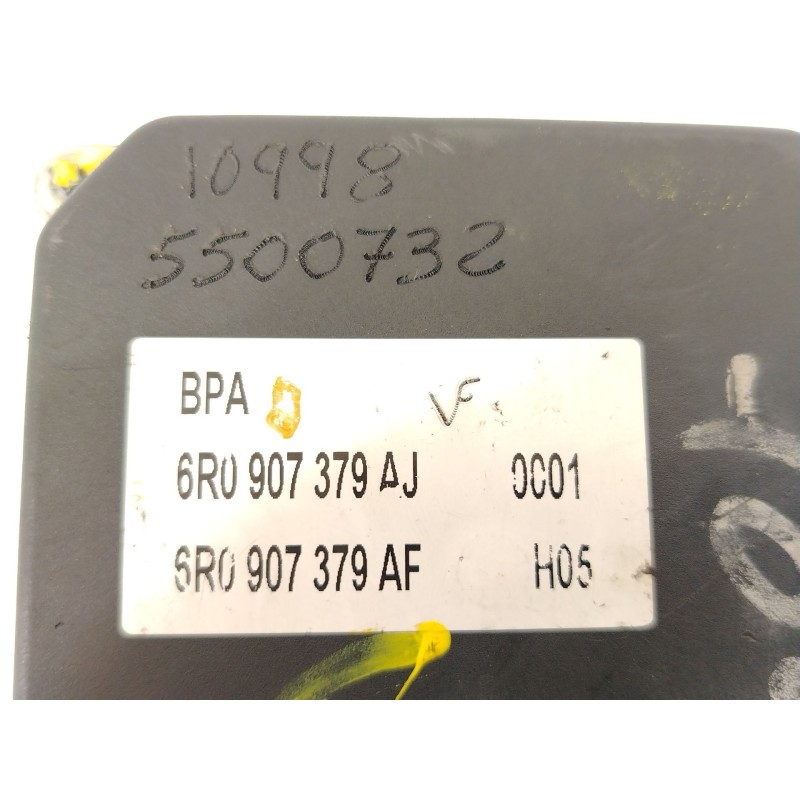 10998
5500732
BPA VF.
6R0 907 379 AJ 0001
6R0 907 379 AF H05